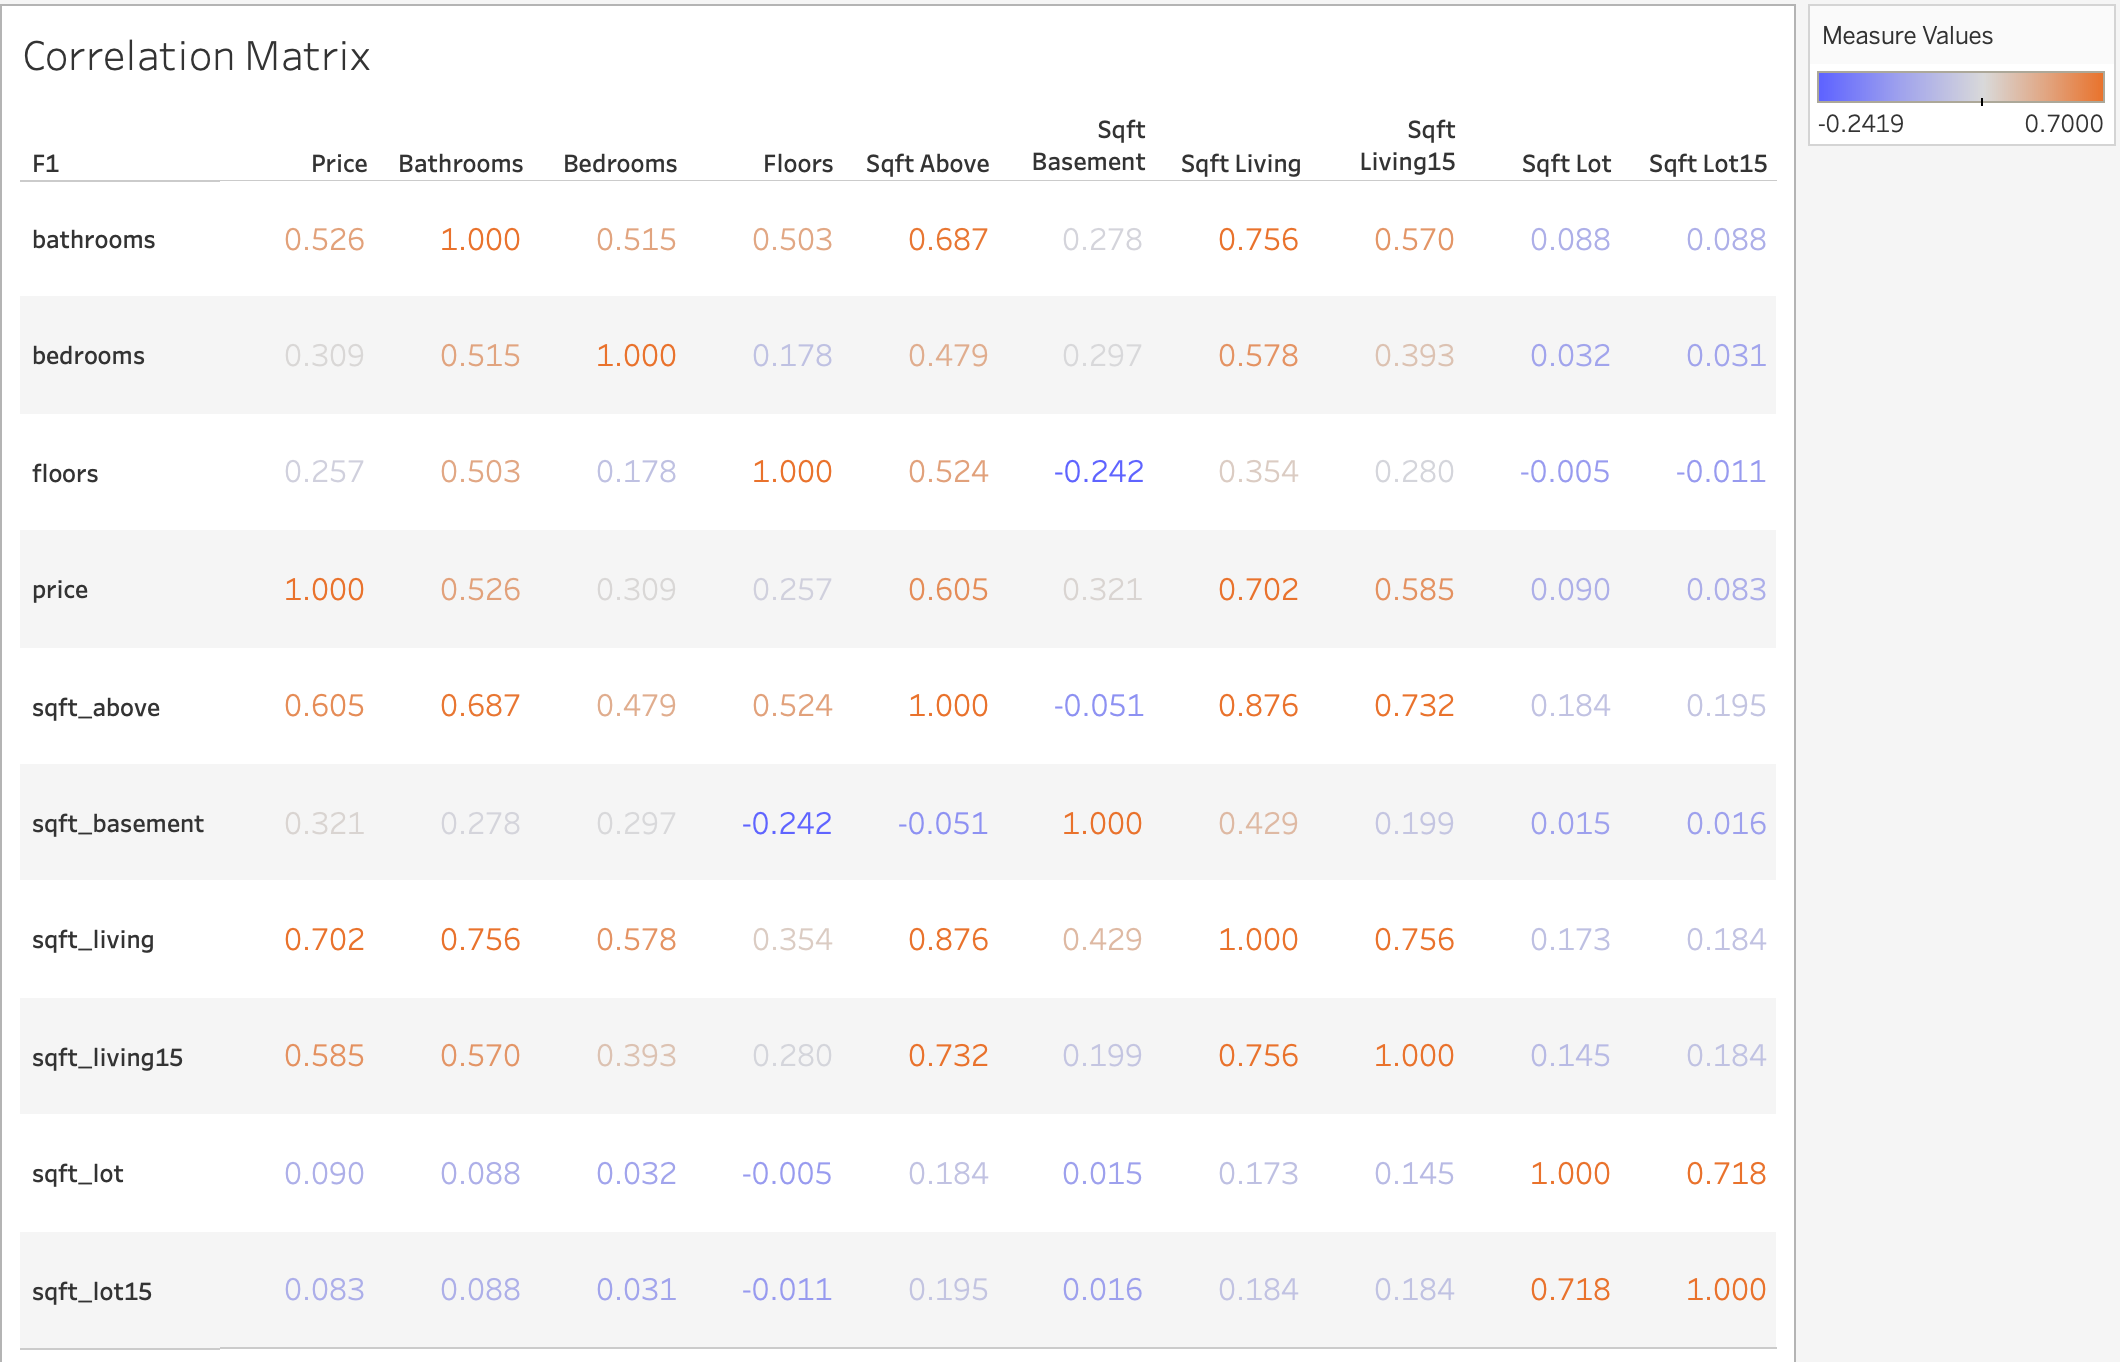 Correlation Matrix
Measure Values
-0.2419 0.7000
F1 Price Bathrooms Bedrooms Floors Sqft Above Sqft Basement Sqft Living Sqft Living15 Sqft Lot Sqft Lot15
bathrooms 0.526 1.000 0.515 0.503 0.687 0.278 0.756 0.570 0.088 0.088
bedrooms 0.309 0.515 1.000 0.178 0.479 0.297 0.578 0.393 0.032 0.031
floors 0.257 0.503 0.178 1.000 0.524 -0.242 0.354 0.280 -0.005 -0.011
price 1.000 0.526 0.309 0.257 0.605 0.321 0.702 0.585 0.090 0.083
sqft_above 0.605 0.687 0.479 0.524 1.000 -0.051 0.876 0.732 0.184 0.195
sqft_basement 0.321 0.278 0.297 -0.242 -0.051 1.000 0.429 0.199 0.015 0.016
sqft_living 0.702 0.756 0.578 0.354 0.876 0.429 1.000 0.756 0.173 0.184
sqft_living15 0.585 0.570 0.393 0.280 0.732 0.199 0.756 1.000 0.145 0.184
sqft_lot 0.090 0.088 0.032 -0.005 0.184 0.015 0.173 0.145 1.000 0.718
sqft_lot15 0.083 0.088 0.031 -0.011 0.195 0.016 0.184 0.184 0.718 1.000